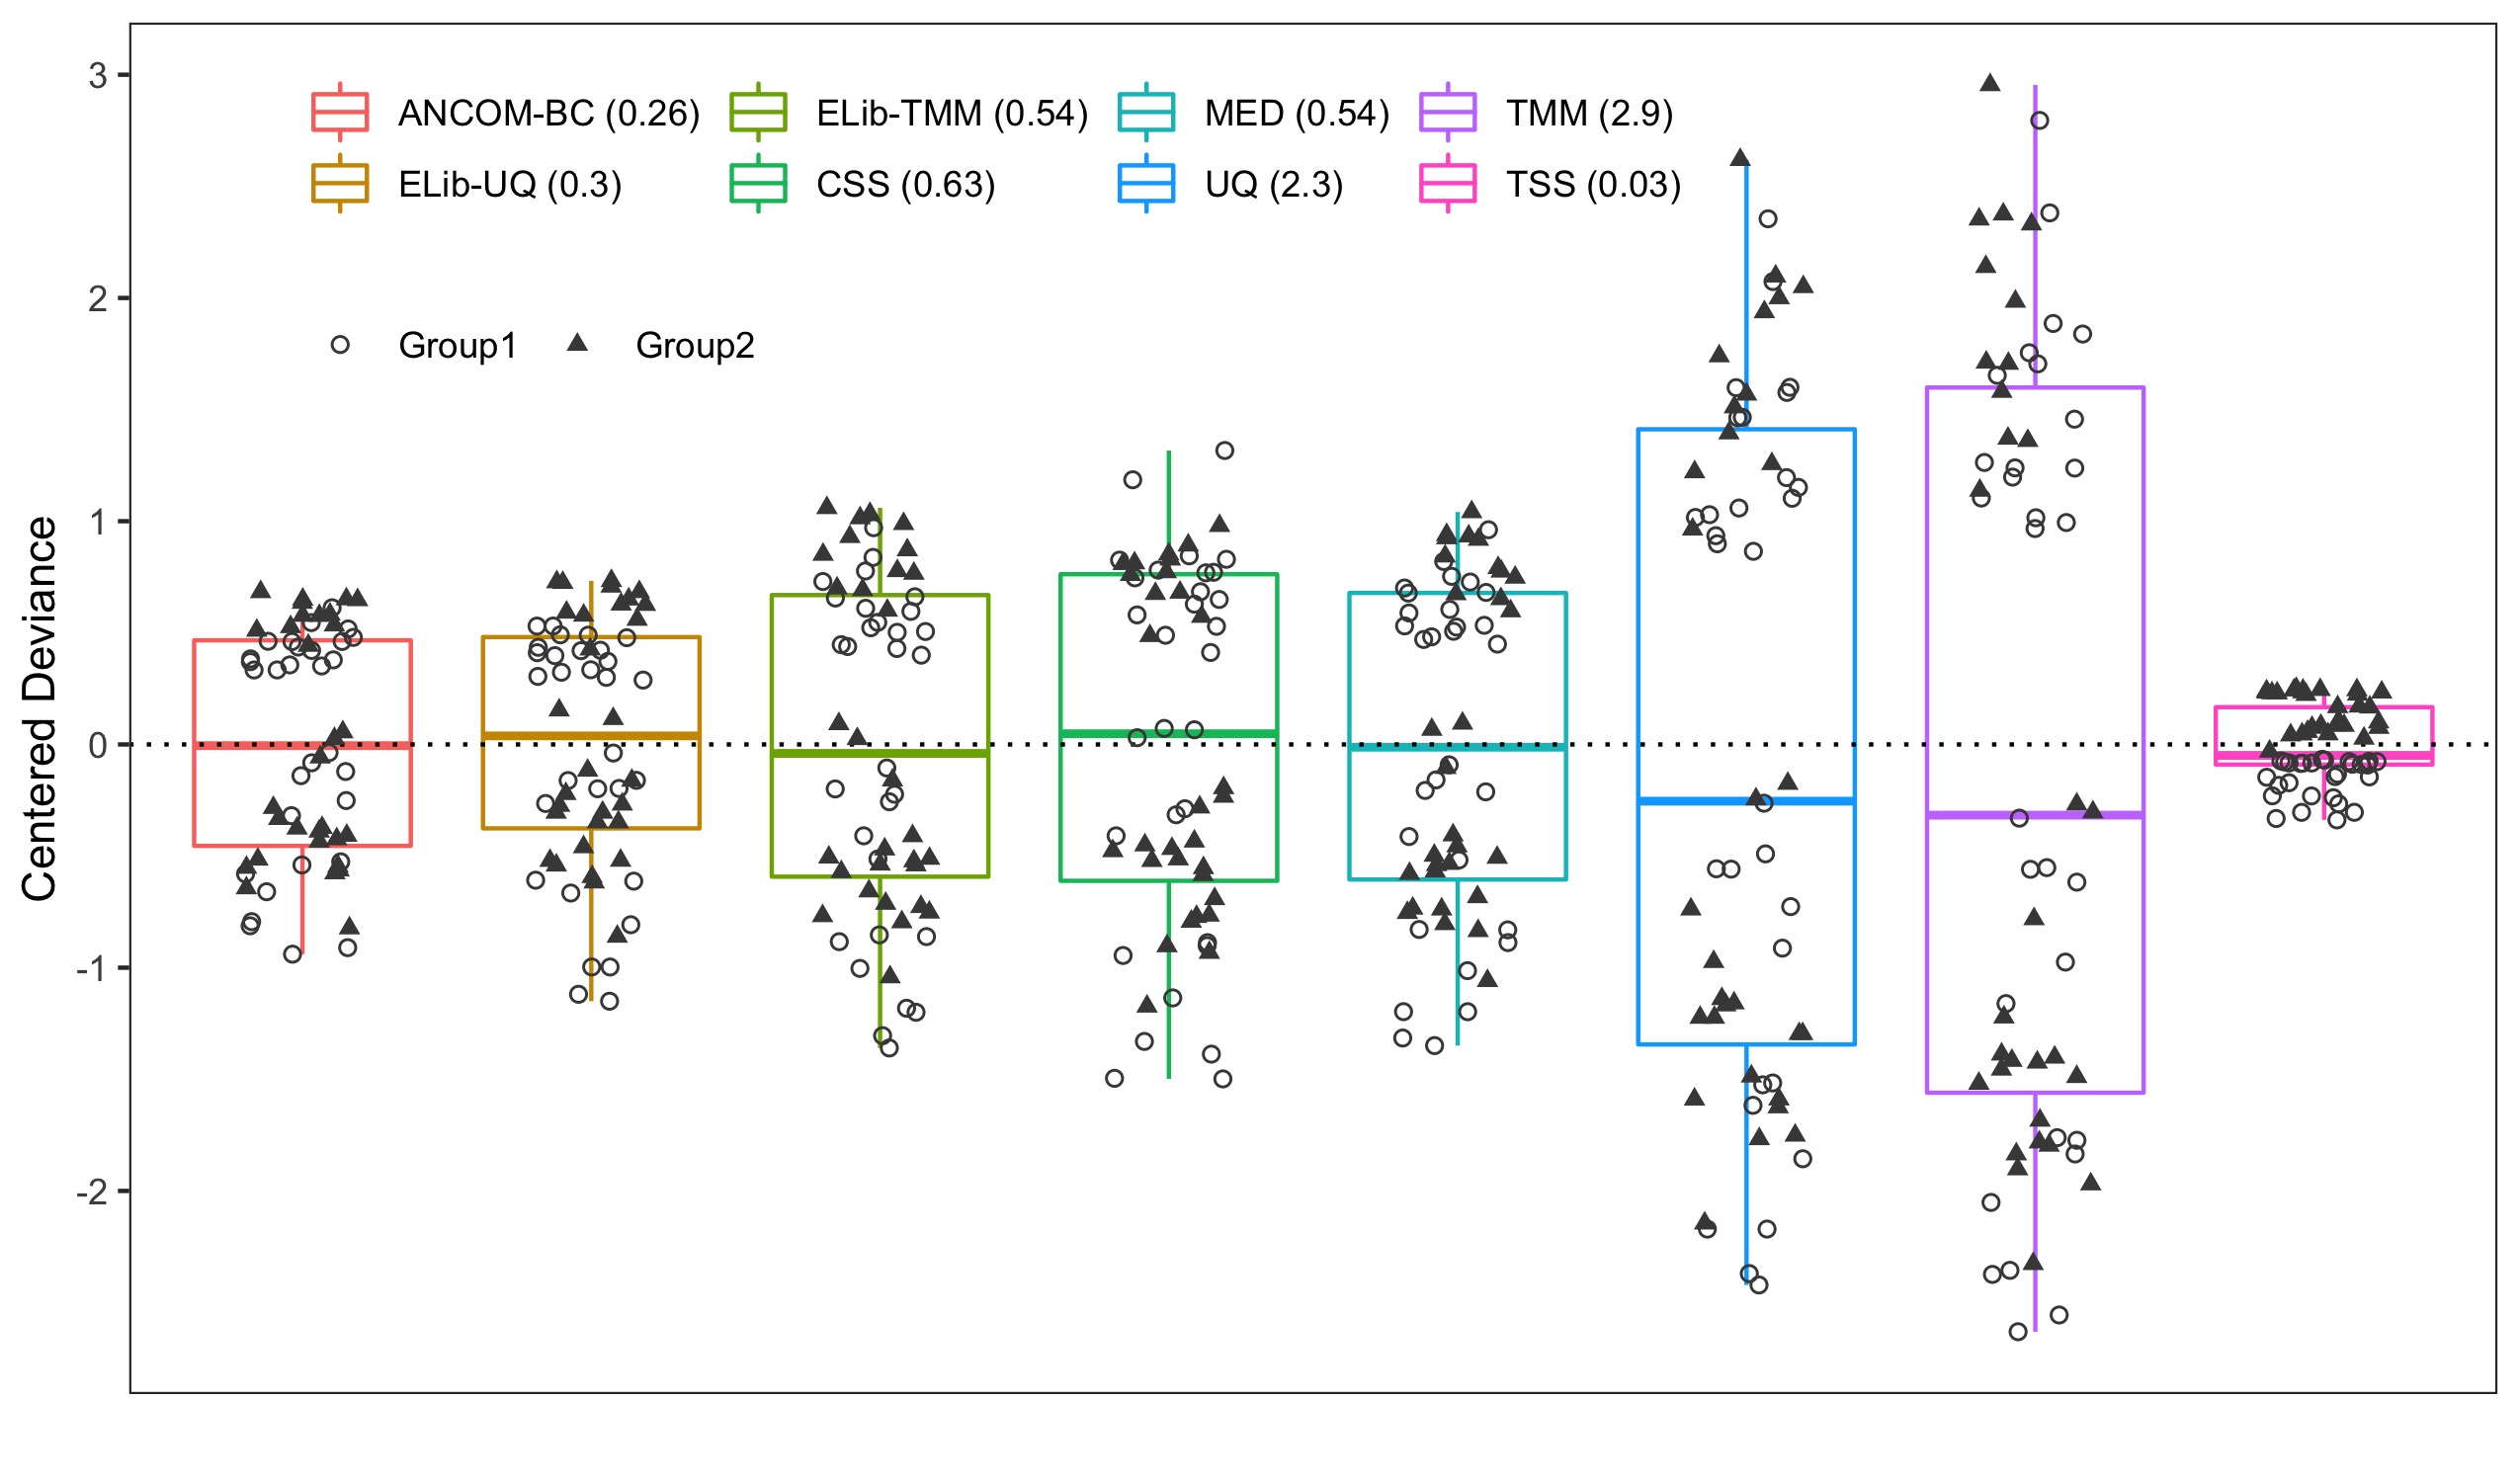 3
ANCOM-BC (0.26) ELib-TMM (0.54) MED (0.54) TMM (2.9)
ELib-UQ (0.3) CSS (0.63) UQ (2.3) TSS (0.03)
2
Group1 Group2
1
0
-1
-2
Centered Deviance